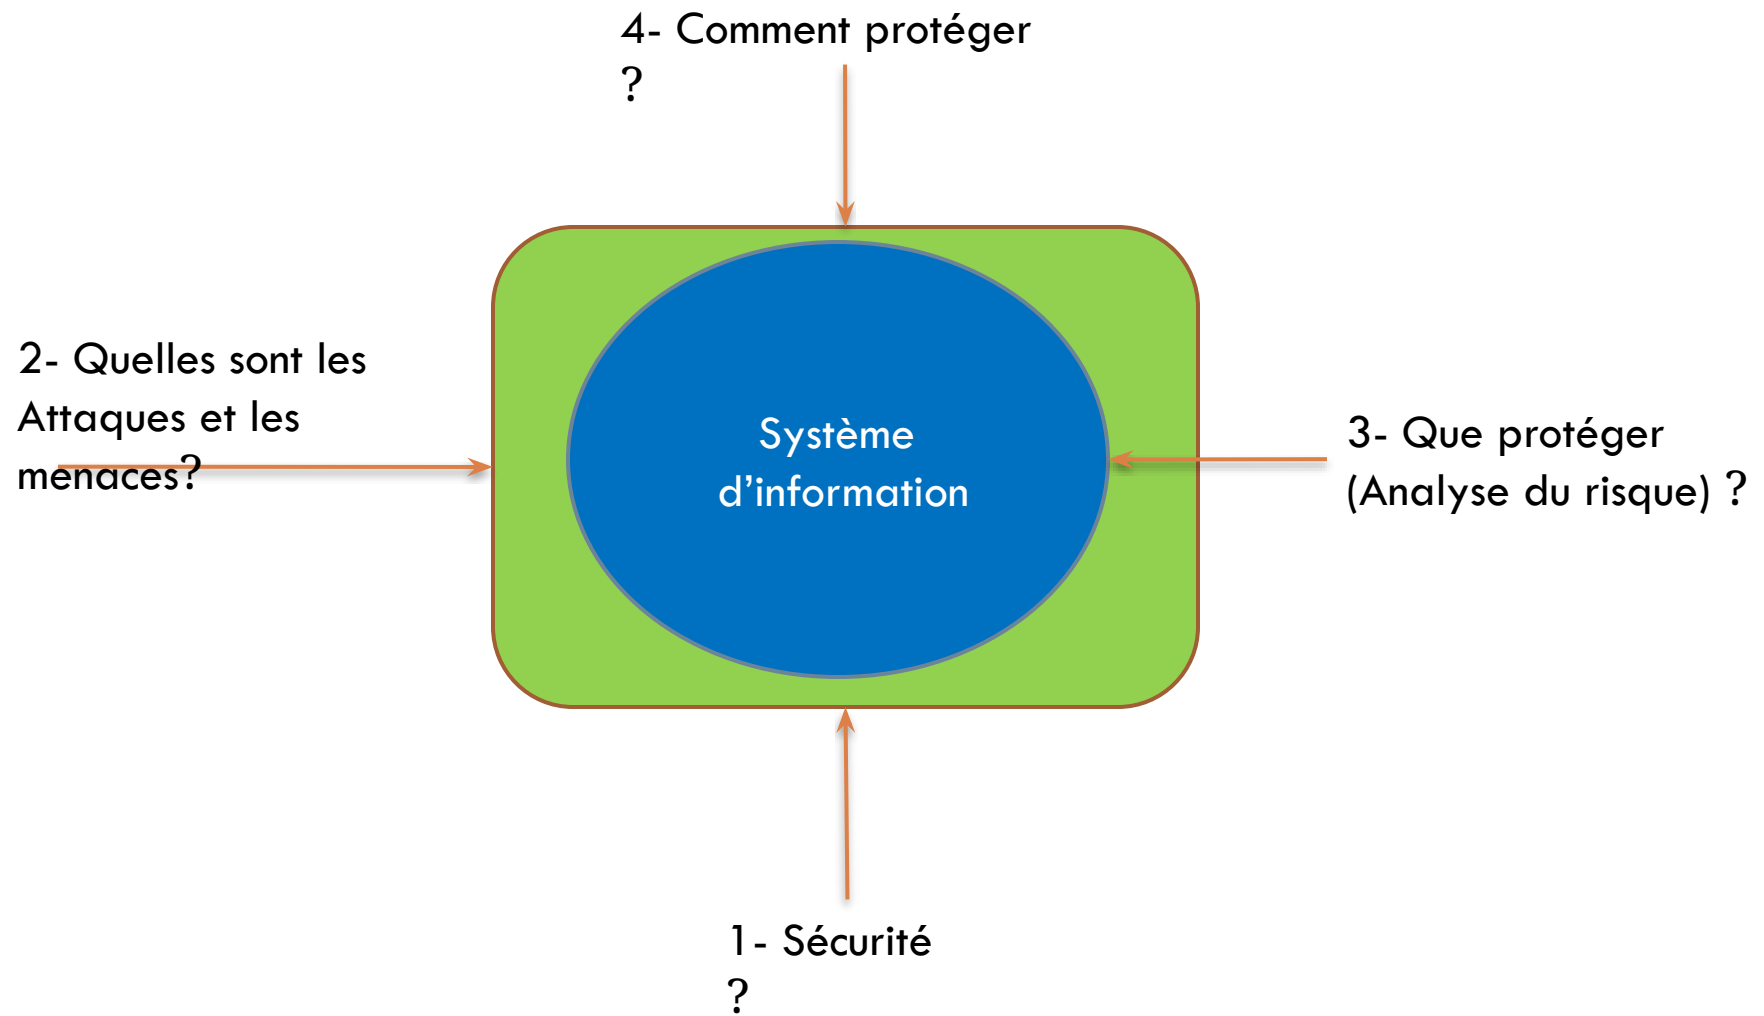 4- Comment protéger
?
2- Quelles sont les
Attaques et les
menaces?
Système
d’information
3- Que protéger
(Analyse du risque) ?
1- Sécurité
?